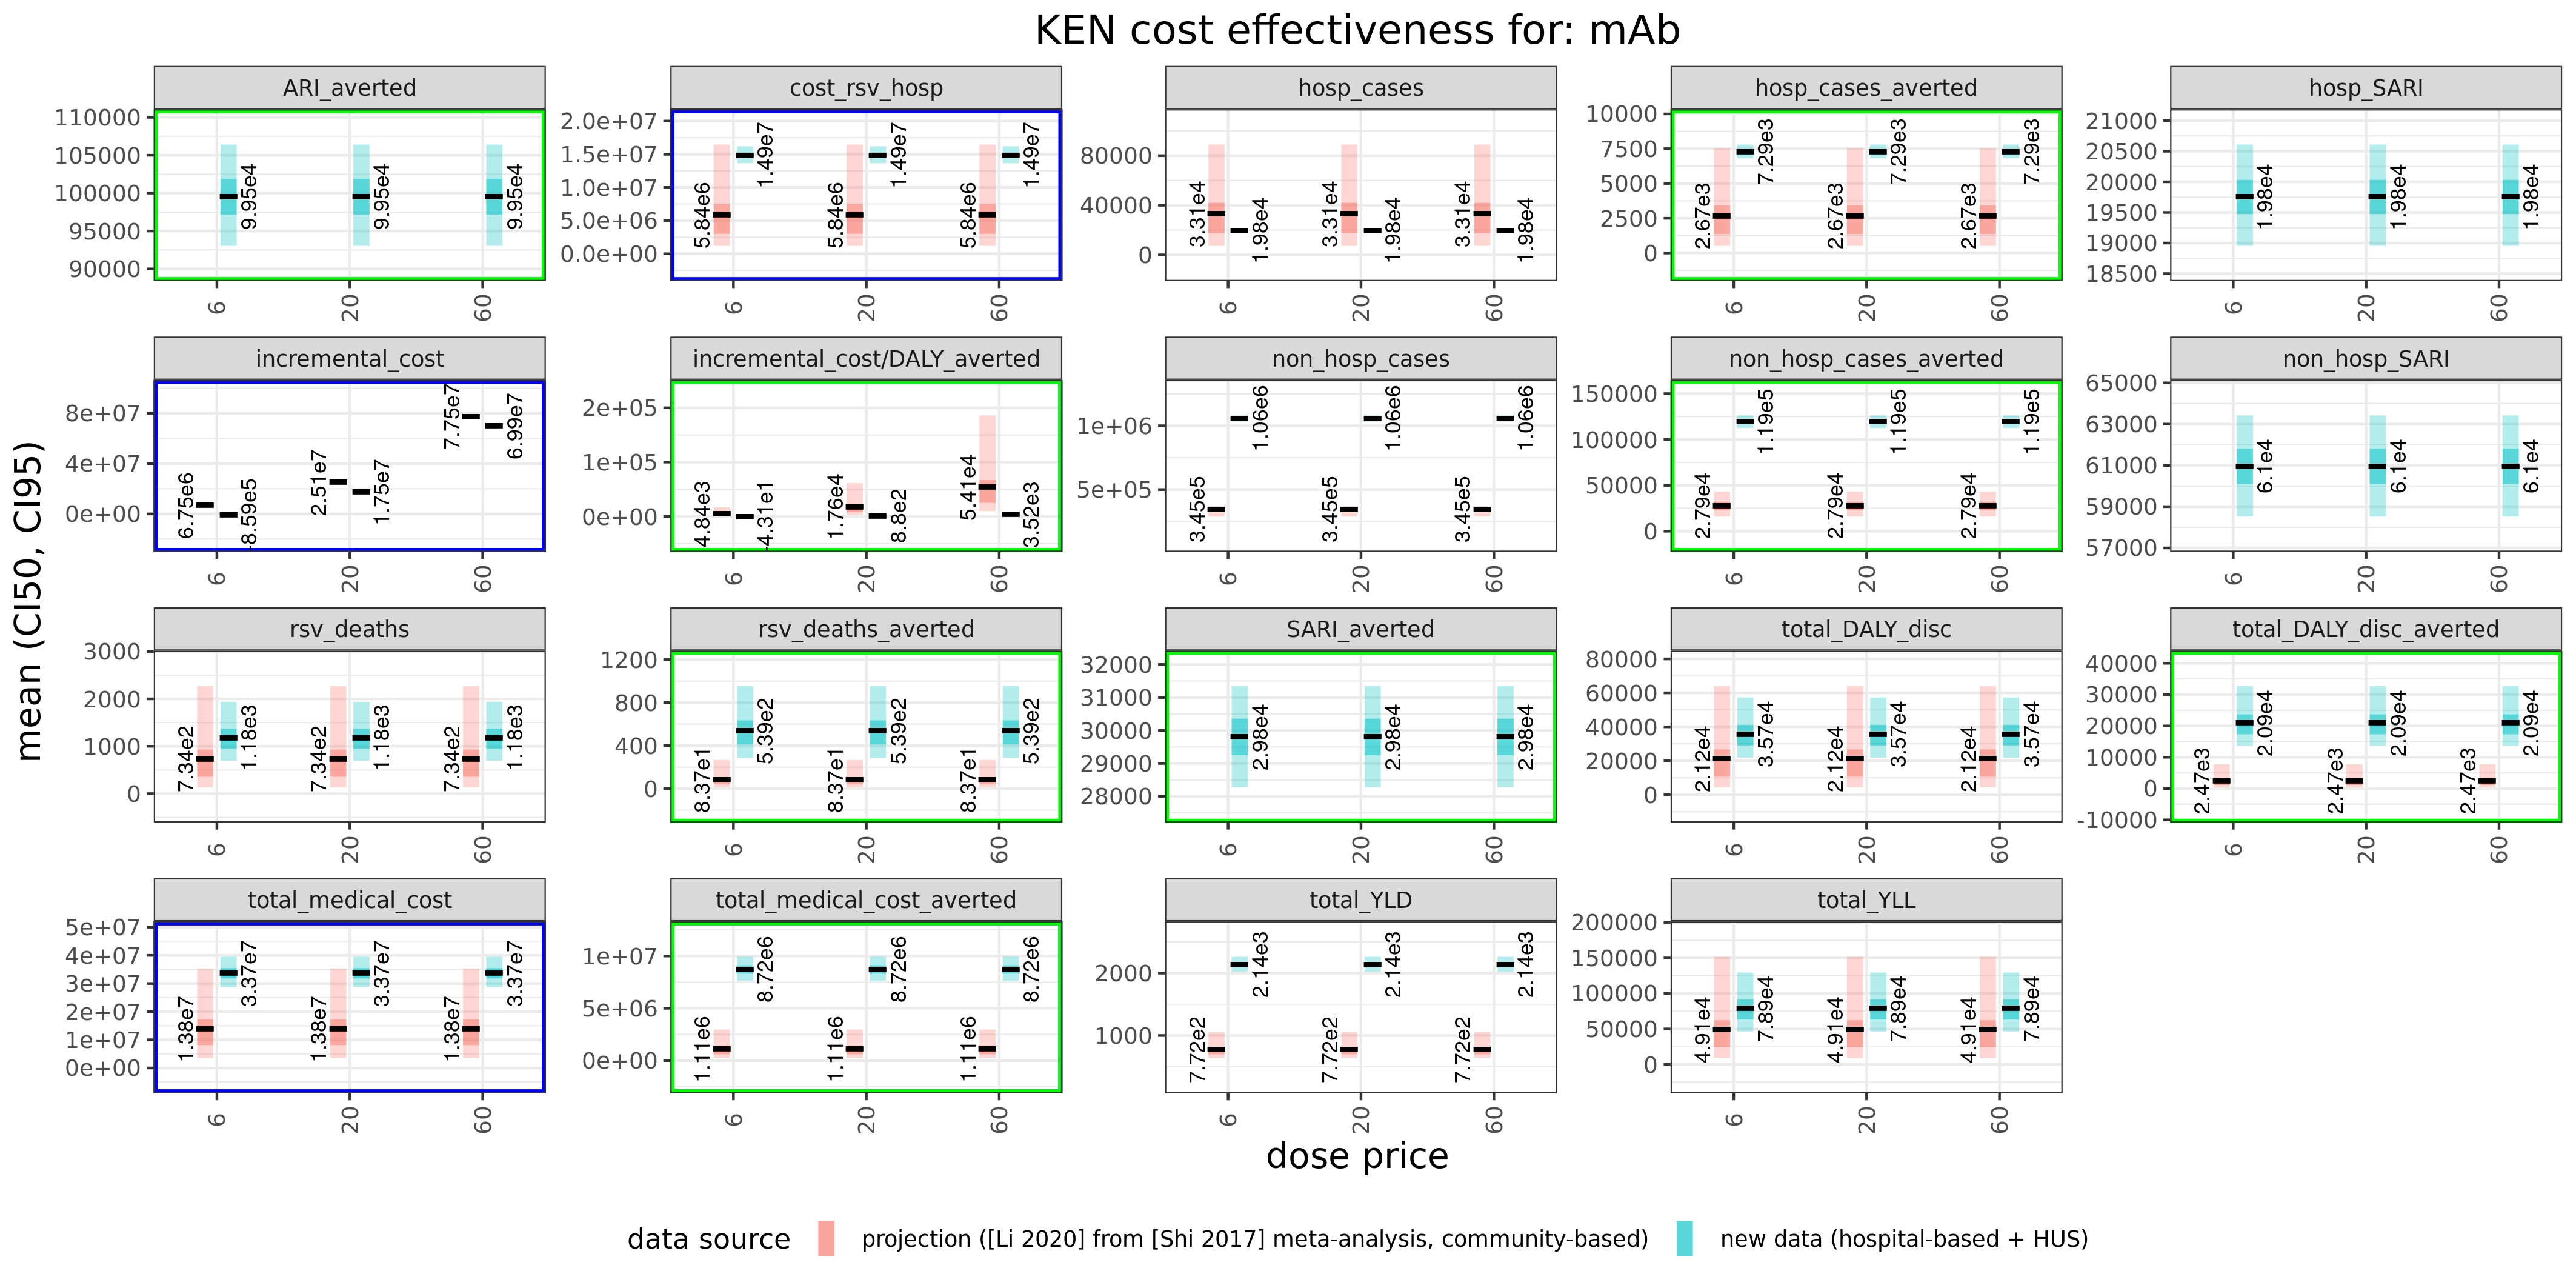 KEN cost effectiveness for: mAb
mean (CI50, CI95)
ARI_averted
110000
105000
100000
95000
90000
9.95e4
9.95e4
9.95e4
6
20
60
cost_rsv_hosp
2.0e+07
1.5e+07
1.0e+07
5.0e+06
0.0e+00
5.84e6
1.49e7
5.84e6
1.49e7
5.84e6
1.49e7
6
20
60
hosp_cases
80000
40000
0
3.31e4
1.98e4
3.31e4
1.98e4
3.31e4
1.98e4
6
20
60
hosp_cases_averted
10000
7500
5000
2500
0
2.67e3
7.29e3
2.67e3
7.29e3
2.67e3
7.29e3
6
20
60
hosp_SARI
21000
20500
20000
19500
19000
18500
1.98e4
1.98e4
1.98e4
6
20
60
incremental_cost
8e+07
4e+07
0e+00
6.75e6
-8.59e5
2.51e7
1.75e7
7.75e7
6.99e7
6
20
60
incremental_cost/DALY_averted
2e+05
1e+05
0e+00
4.84e3
-4.31e1
1.76e4
8.8e2
5.41e4
3.52e3
6
20
60
non_hosp_cases
1e+06
5e+05
3.45e5
1.06e6
3.45e5
1.06e6
3.45e5
1.06e6
6
20
60
non_hosp_cases_averted
150000
100000
50000
0
2.79e4
1.19e5
2.79e4
1.19e5
2.79e4
1.19e5
6
20
60
non_hosp_SARI
65000
63000
61000
59000
57000
6.1e4
6.1e4
6.1e4
6
20
60
rsv_deaths
3000
2000
1000
0
7.34e2
1.18e3
7.34e2
1.18e3
7.34e2
1.18e3
6
20
60
rsv_deaths_averted
1200
800
400
0
8.37e1
5.39e2
8.37e1
5.39e2
8.37e1
5.39e2
6
20
60
SARI_averted
32000
31000
30000
29000
28000
2.98e4
2.98e4
2.98e4
6
20
60
total_DALY_disc
80000
60000
40000
20000
0
2.12e4
3.57e4
2.12e4
3.57e4
2.12e4
3.57e4
6
20
60
total_DALY_disc_averted
40000
30000
20000
10000
0
-10000
2.47e3
2.09e4
2.47e3
2.09e4
2.47e3
2.09e4
6
20
60
total_medical_cost
5e+07
4e+07
3e+07
2e+07
1e+07
0e+00
1.38e7
3.37e7
1.38e7
3.37e7
1.38e7
3.37e7
6
20
60
total_medical_cost_averted
1e+07
5e+06
0e+00
1.11e6
8.72e6
1.11e6
8.72e6
1.11e6
8.72e6
6
20
60
total_YLD
2000
1000
7.72e2
2.14e3
7.72e2
2.14e3
7.72e2
2.14e3
6
20
60
total_YLL
200000
150000
100000
50000
0
4.91e4
7.89e4
4.91e4
7.89e4
4.91e4
7.89e4
6
20
60
dose price
data source
projection ([Li 2020] from [Shi 2017] meta-analysis, community-based)
new data (hospital-based + HUS)